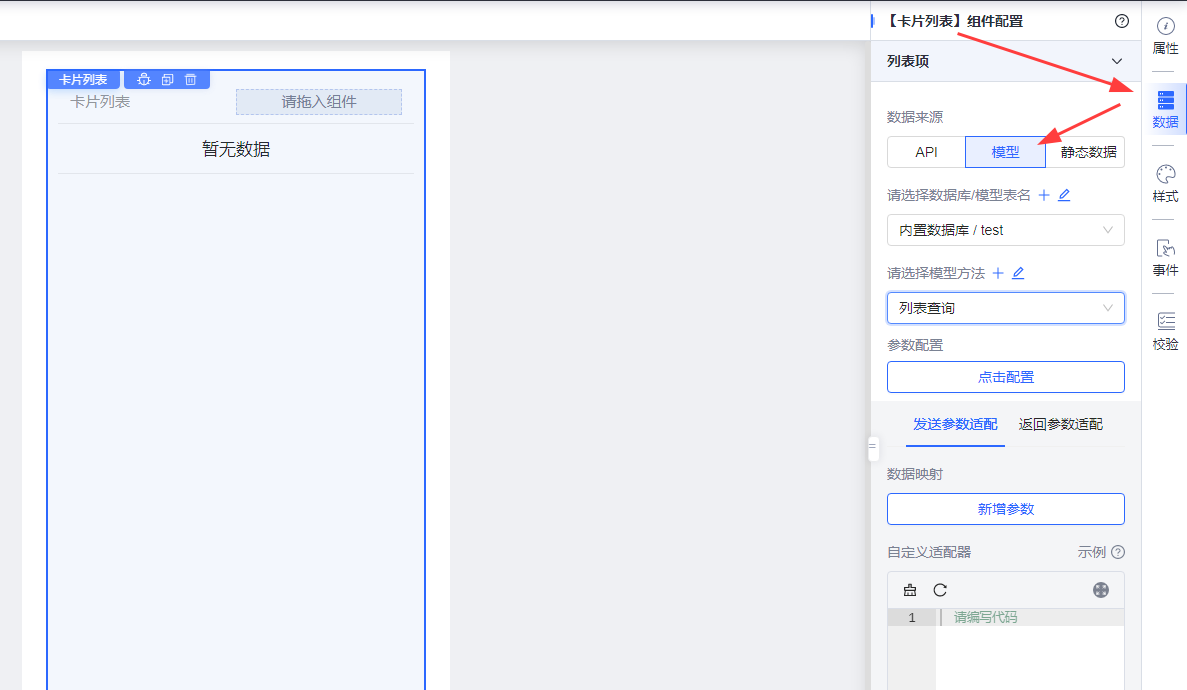 卡片列表
卡片列表
请拖入组件
暂无数据
【卡片列表】组件配置
列表项
数据来源
API
模型
静态数据
请选择数据库/模型表名
内置数据库 / test
请选择模型方法
列表查询
参数配置
点击配置
发送参数适配
返回参数适配
数据映射
新增参数
自定义适配器
示例
1
请编写代码
属性
数据
样式
事件
校验